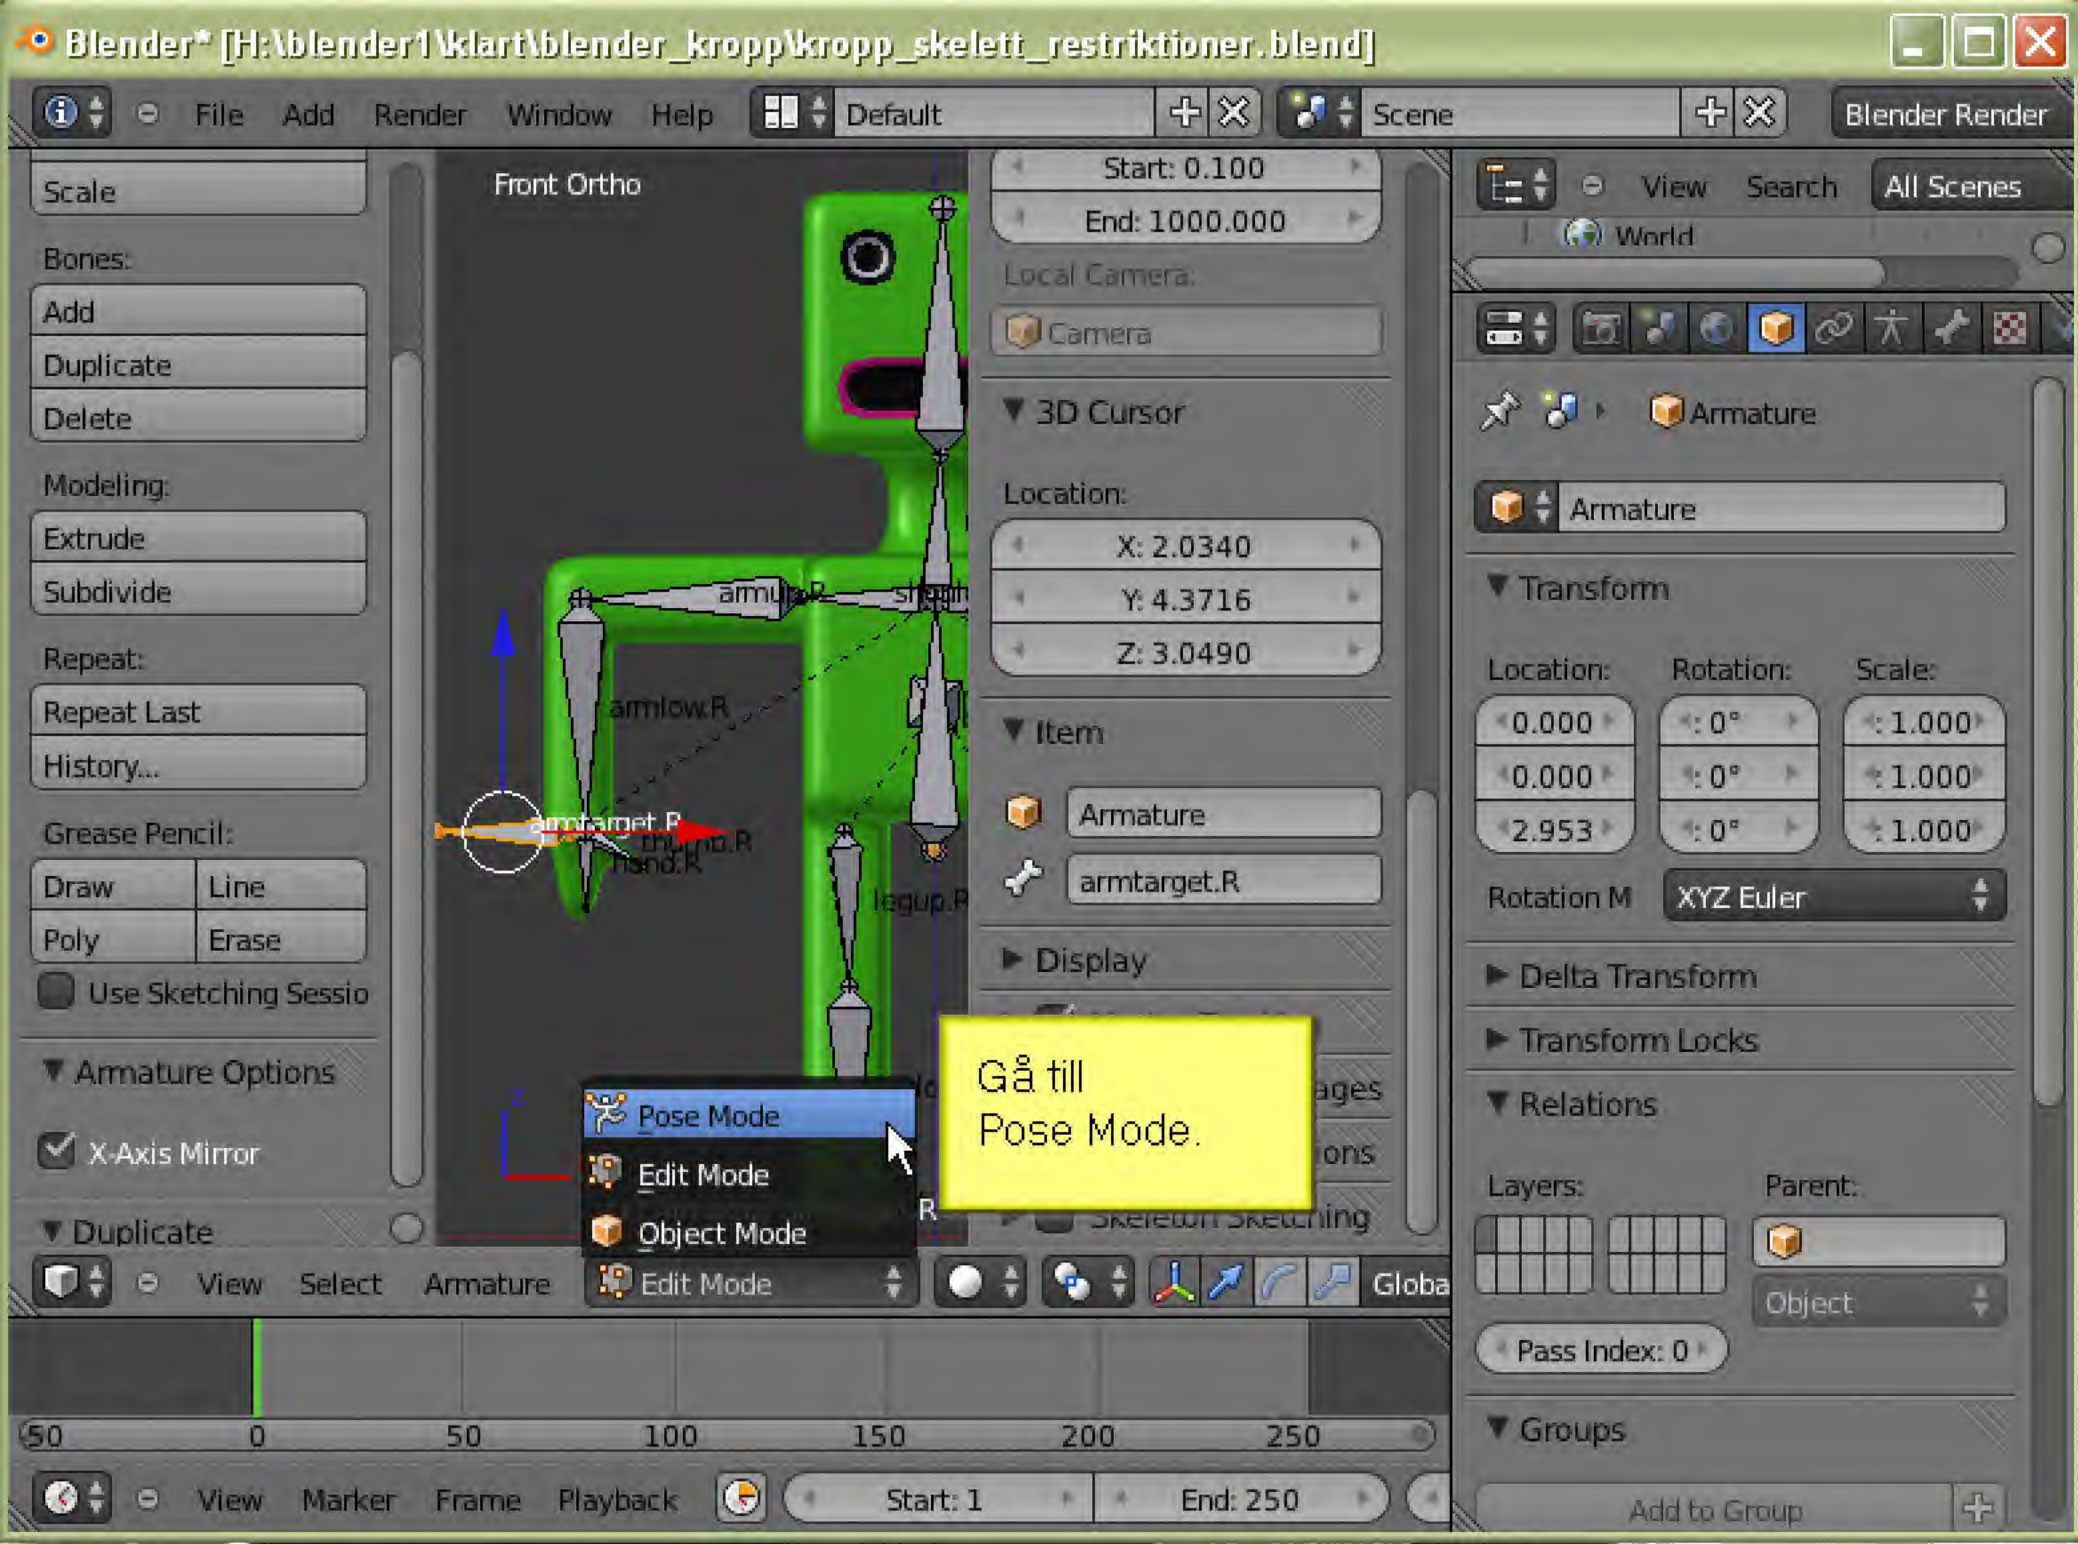 Blender* [H:\blender1\klart\blender_kropp\kropp_skelett_restriktioner.blend]
File Add Render Window Help Default Scene Blender Render
Scale
Bones:
Add
Duplicate
Delete
Modeling:
Extrude
Subdivide
Repeat:
Repeat Last
History...
Grease Pencil:
Draw Line
Poly Erase
Use Sketching Sessio
Armature Options
X-Axis Mirror
Duplicate
Front Ortho
armup.R
armlow.R
armtarget.R
thumb.R
hand.R
legup.R
z
R
Pose Mode
Edit Mode
Object Mode
Start: 0.100
End: 1000.000
Local Camera:
Camera
3D Cursor
Location:
X: 2.0340
Y: 4.3716
Z: 3.0490
Item
Armature
armtarget.R
Display
Gå till
Pose Mode.
ages
ons
Skeleton Sketching
View Select Armature Edit Mode Globa
View Search All Scenes
World
Armature
Armature
Transform
Location: Rotation: Scale:
0.000 : 0° : 1.000
0.000 : 0° : 1.000
2.953 : 0° : 1.000
Rotation M XYZ Euler
Delta Transform
Transform Locks
Relations
Layers: Parent:
Object
Pass Index: 0
Groups
Add to Group
-50 0 50 100 150 200 250
View Marker Frame Playback Start: 1 End: 250